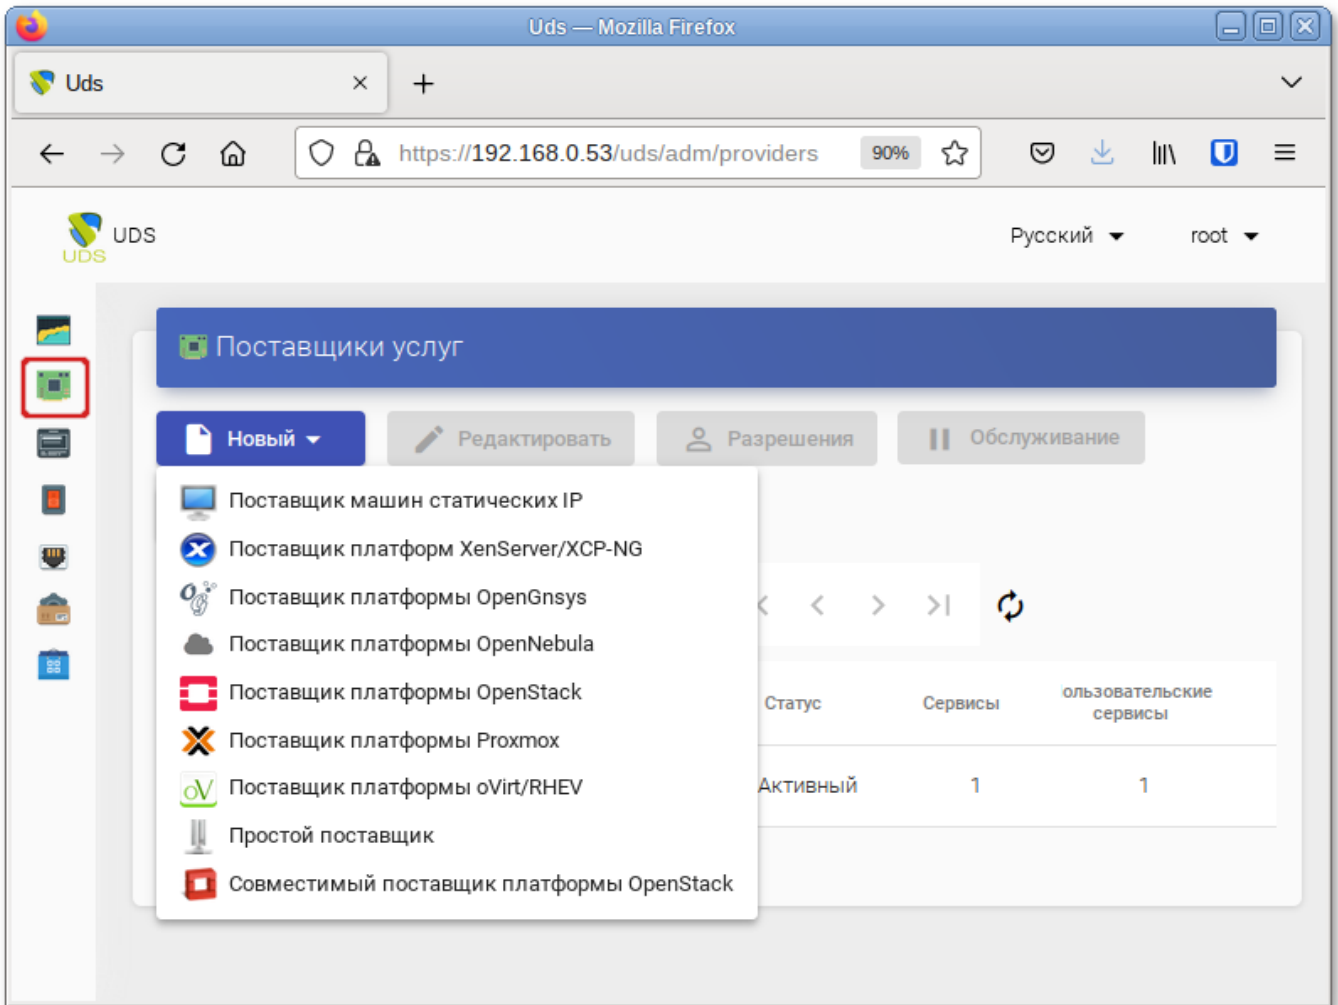 Uds — Mozilla Firefox
Uds
https://192.168.0.53/uds/adm/providers
90%
UDS
UDS
Русский
root
Поставщики услуг
Новый
Редактировать
Разрешения
Обслуживание
Поставщик машин статических IP
Поставщик платформ XenServer/XCP-NG
Поставщик платформы OpenGnsys
Поставщик платформы OpenNebula
Поставщик платформы OpenStack
Поставщик платформы Proxmox
Поставщик платформы oVirt/RHEV
Простой поставщик
Совместимый поставщик платформы OpenStack
Статус
Сервисы
ользовательские
сервисы
Активный
1
1